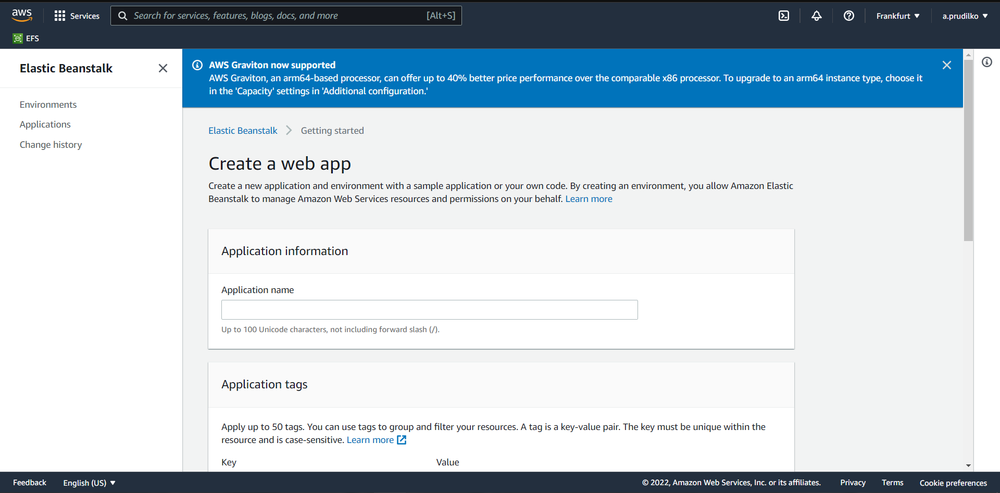 aws
Services
Search for services, features, blogs, docs, and more
[Alt+S]
Frankfurt
a.prudilko
EFS
Elastic Beanstalk
Environments
Applications
Change history
AWS Graviton now supported
AWS Graviton, an arm64-based processor, can offer up to 40% better price performance over the comparable x86 processor. To upgrade to an arm64 instance type, choose it
in the 'Capacity' settings in 'Additional configuration.'
Elastic Beanstalk
Getting started
Create a web app
Create a new application and environment with a sample application or your own code. By creating an environment, you allow Amazon Elastic
Beanstalk to manage Amazon Web Services resources and permissions on your behalf. Learn more
Application information
Application name
Up to 100 Unicode characters, not including forward slash (/).
Application tags
Apply up to 50 tags. You can use tags to group and filter your resources. A tag is a key-value pair. The key must be unique within the
resource and is case-sensitive. Learn more
Key
Value
Feedback
English (US)
© 2022, Amazon Web Services, Inc. or its affiliates.
Privacy
Terms
Cookie preferences